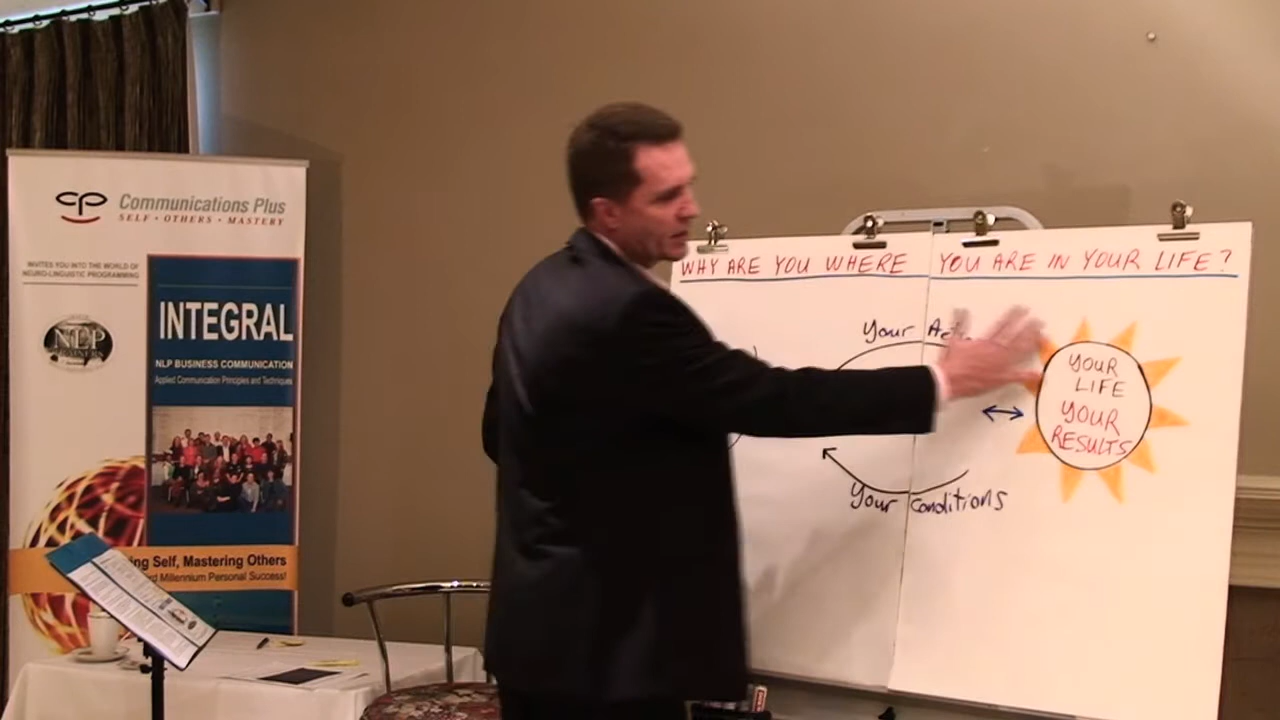 Communications Plus
SELF • OTHERS • MASTERY
INVITES YOU INTO THE WORLD OF
NEURO-LINGUISTIC PROGRAMMING
NLP
INTEGRAL
NLP BUSINESS COMMUNICATION
Applied Communication Principles and Techniques
Self, Mastering Others
Millennium Personal Success!
WHY ARE YOU WHERE YOU ARE IN YOUR LIFE?
Your
Your Conditions
YOUR
LIFE
YOUR
RESULTS